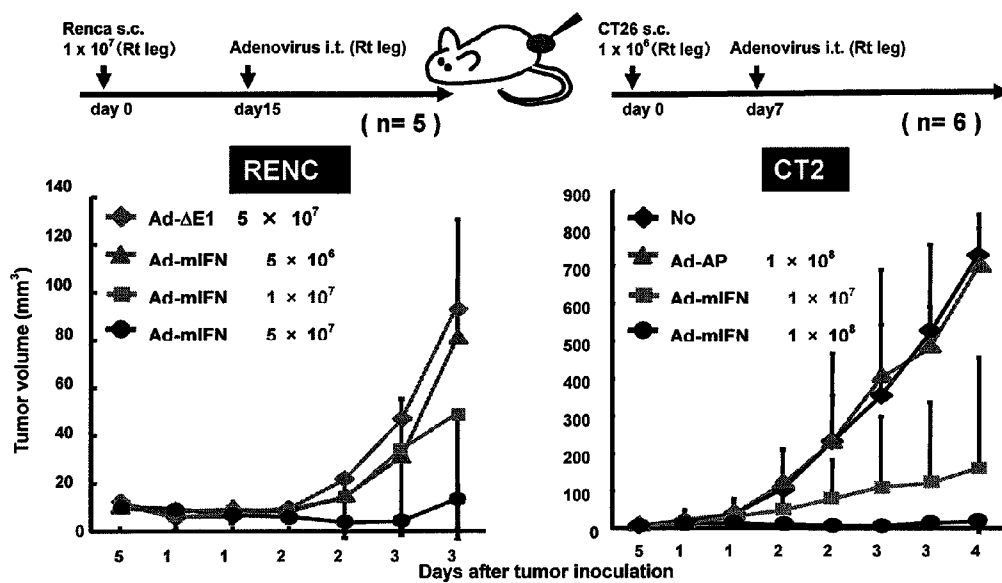 Renca s.c.
1 x 10⁷ (Rt leg)
Adenovirus i.t. (Rt leg)
day 0
day15
( n= 5 )
CT26 s.c.
1 x 10⁶ (Rt leg)
Adenovirus i.t. (Rt leg)
day 0
day7
( n= 6 )
RENC
Tumor volume (mm³)
140
120
100
80
60
40
20
0
Ad-ΔE1 5 × 10⁷
Ad-mIFN 5 × 10⁶
Ad-mIFN 1 × 10⁷
Ad-mIFN 5 × 10⁷
5 1 1 2 2 3 3
CT2
900
800
700
600
500
400
300
200
100
0
No
Ad-AP 1 × 10⁸
Ad-mIFN 1 × 10⁷
Ad-mIFN 1 × 10⁸
5 1 1 2 2 3 3 4
Days after tumor inoculation